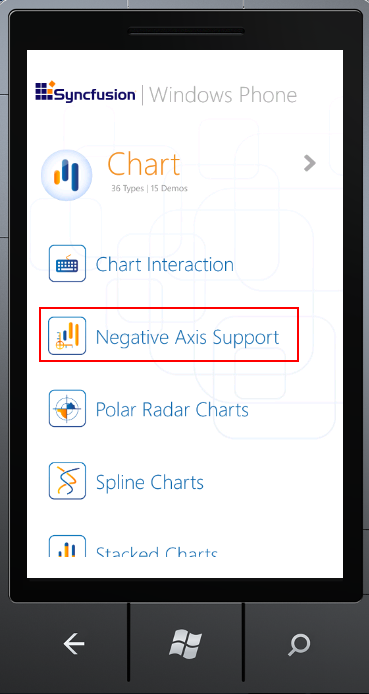 Syncfusion | Windows Phone
Chart
36 Types | 15 Demos
Chart Interaction
Negative Axis Support
Polar Radar Charts
Spline Charts
Stacked Charts